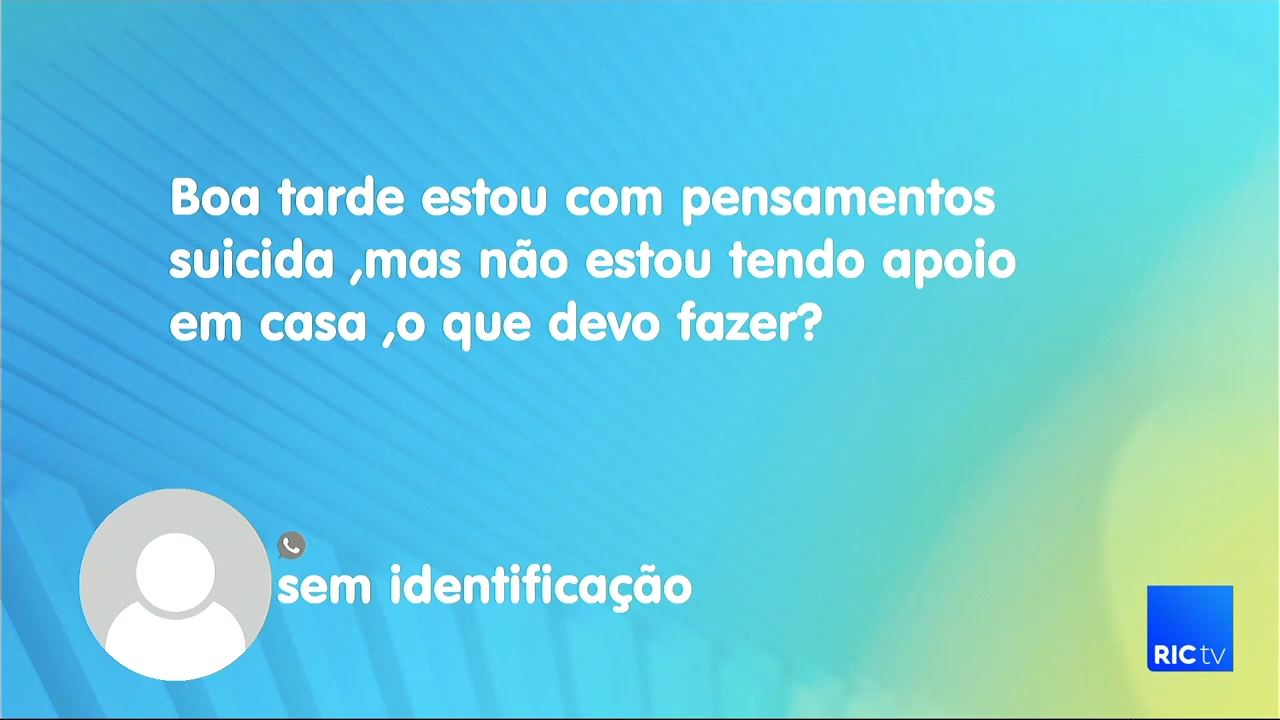 Boa tarde estou com pensamentos
suicida ,mas não estou tendo apoio
em casa ,o que devo fazer?
sem identificação
RIC tv